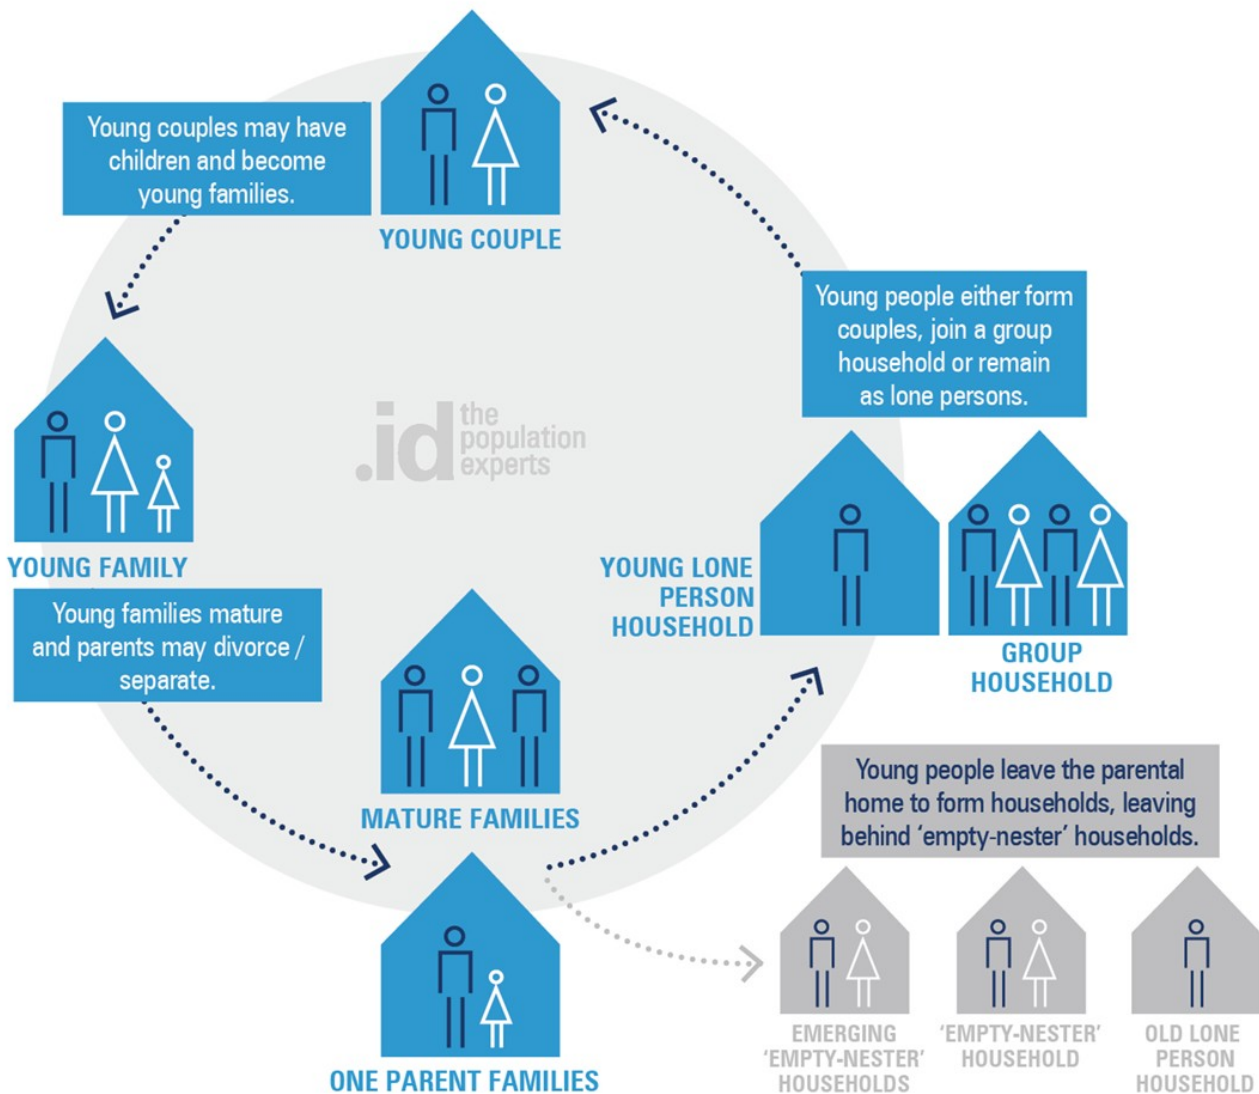 Young couples may have
children and become
young families.
YOUNG COUPLE
Young people either form
couples, join a group
household or remain
as lone persons.
.id the
population
experts
YOUNG FAMILY
Young families mature
and parents may divorce /
separate.
YOUNG LONE
PERSON
HOUSEHOLD
GROUP
HOUSEHOLD
MATURE FAMILIES
Young people leave the parental
home to form households, leaving
behind ‘empty-nester’ households.
ONE PARENT FAMILIES
EMERGING
‘EMPTY-NESTER’
HOUSEHOLDS
‘EMPTY-NESTER’
HOUSEHOLD
OLD LONE
PERSON
HOUSEHOLD